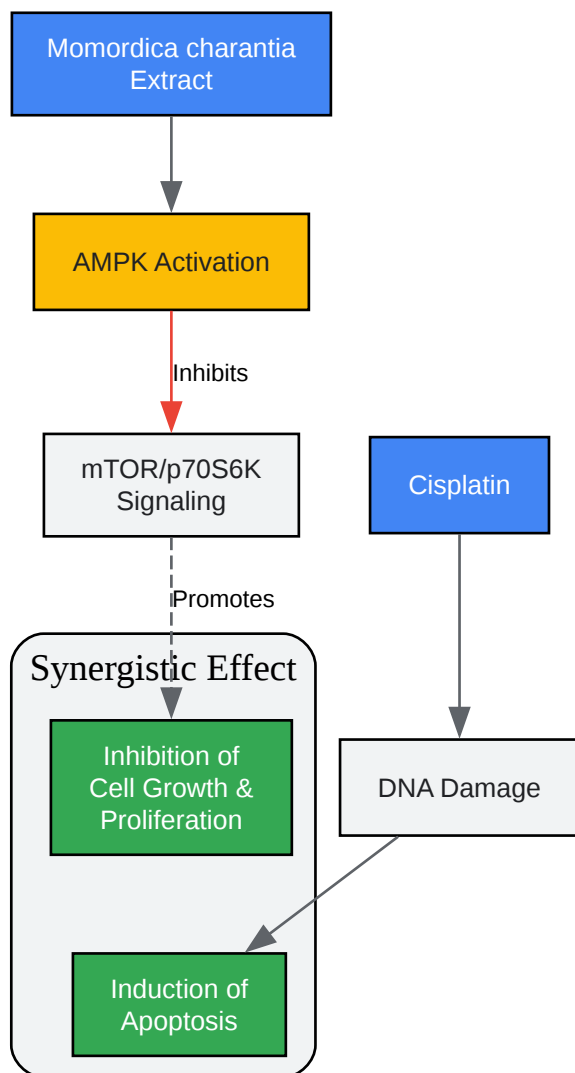 Momordica charantia
Extract
AMPK Activation
Inhibits
mTOR/p70S6K
Signaling
Cisplatin
Promotes
Synergistic Effect
Inhibition of
Cell Growth &
Proliferation
DNA Damage
Induction of
Apoptosis